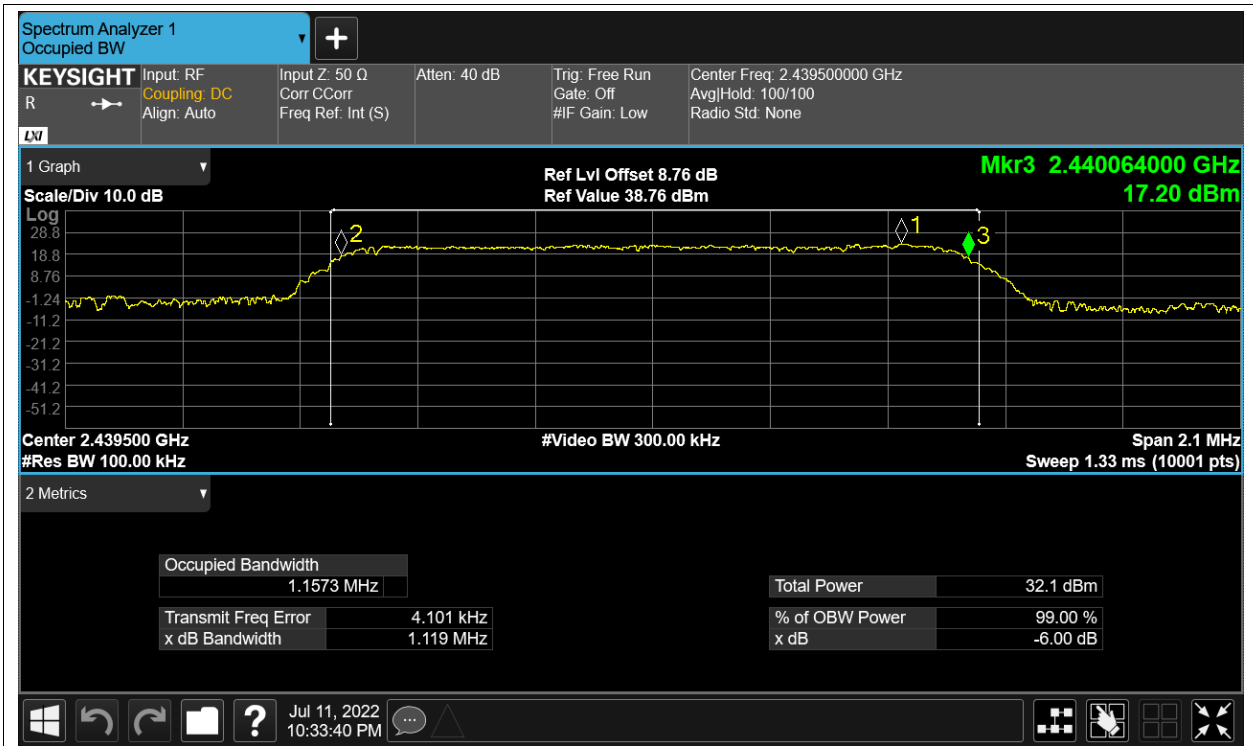 Spectrum Analyzer 1
Occupied BW
KEYSIGHT
R
LXI
Input: RF
Coupling: DC
Align: Auto
Input Z: 50 Ω
Corr CCorr
Freq Ref: Int (S)
Atten: 40 dB
Trig: Free Run
Gate: Off
#IF Gain: Low
Center Freq: 2.439500000 GHz
Avg|Hold: 100/100
Radio Std: None
1 Graph
Scale/Div 10.0 dB
Ref Lvl Offset 8.76 dB
Ref Value 38.76 dBm
Mkr3 2.440064000 GHz
17.20 dBm
Log
28.8
18.8
8.76
-1.24
-11.2
-21.2
-31.2
-41.2
-51.2
2
1
3
Center 2.439500 GHz
#Video BW 300.00 kHz
Span 2.1 MHz
#Res BW 100.00 kHz
Sweep 1.33 ms (10001 pts)
2 Metrics
Occupied Bandwidth
1.1573 MHz
Total Power 32.1 dBm
Transmit Freq Error 4.101 kHz
% of OBW Power 99.00 %
x dB Bandwidth 1.119 MHz
x dB -6.00 dB
?
Jul 11, 2022
10:33:40 PM